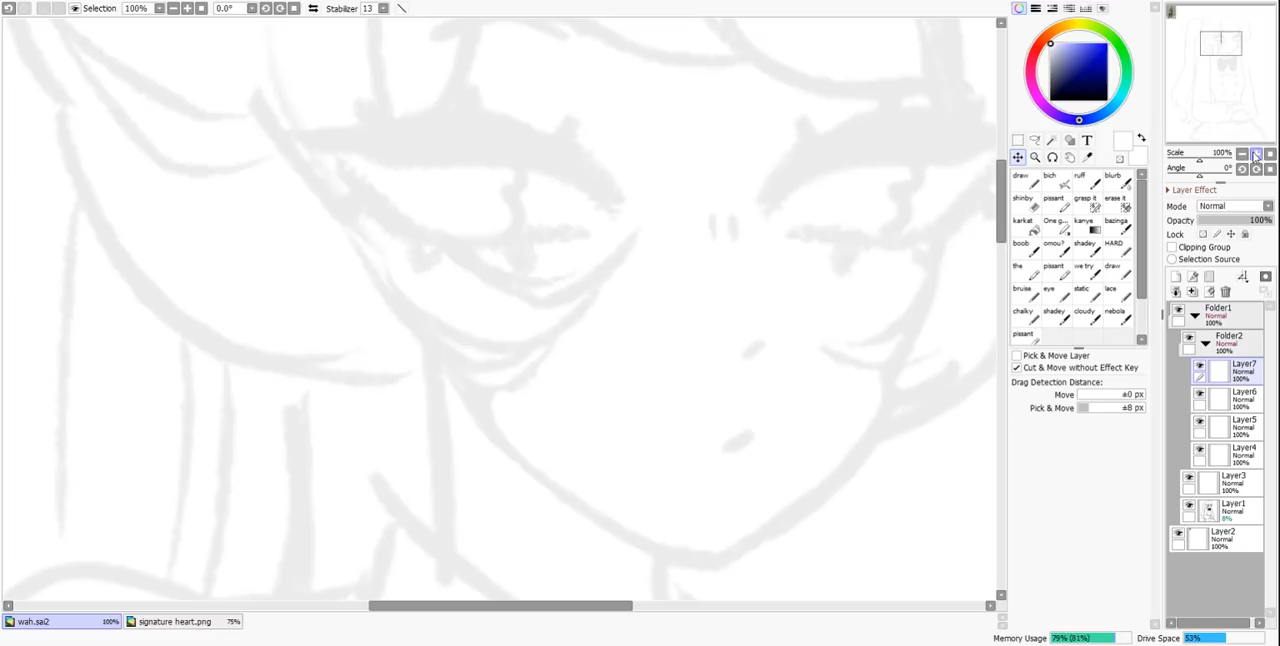 Selection 100% 0.0° Stabilizer 13
Scale 100%
Angle 0°
Layer Effect
Mode Normal
Opacity 100%
Lock
Clipping Group
Selection Source
T
draw bich ruff blurb
shinby pissant grasp it erase it
karkat One g... kanye bazinga
boob omou? shadey HARD
the pissant we try draw
bruise eye static lace
chalky shadey cloudy nebola
pissant
Pick & Move Layer
Cut & Move without Effect Key
Drag Detection Distance:
Move ±0 px
Pick & Move ±8 px
Folder1
Normal
100%
Folder2
Normal
100%
Layer7
Normal
100%
Layer6
Normal
100%
Layer5
Normal
100%
Layer4
Normal
100%
Layer3
Normal
100%
Layer1
Normal
8%
Layer2
Normal
100%
wah.sai2 100% signature heart.png 75%
Memory Usage 79% (81%) Drive Space 53%